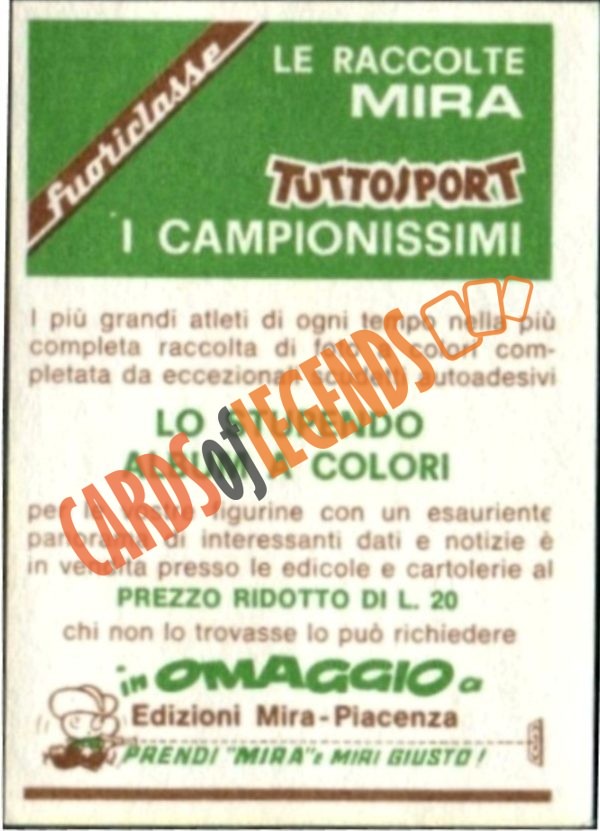 fuoriclasse
LE RACCOLTE
MIRA
TUTTOSPORT
I CAMPIONISSIMI
I più grandi atleti di ogni tempo nella più
completa raccolta di foto a colori com-
pletata da eccezionali scudetti autoadesivi
LO STUPENDO
ALBUM A COLORI
per le vostre figurine con un esauriente
panorama di interessanti dati e notizie è
in vendita presso le edicole e cartolerie al
PREZZO RIDOTTO DI L. 20
chi non lo trovasse lo può richiedere
in OMAGGIO a
Edizioni Mira-Piacenza
PRENDI "MIRA" e MIRI GIUSTO!
CARDS of LEGENDS